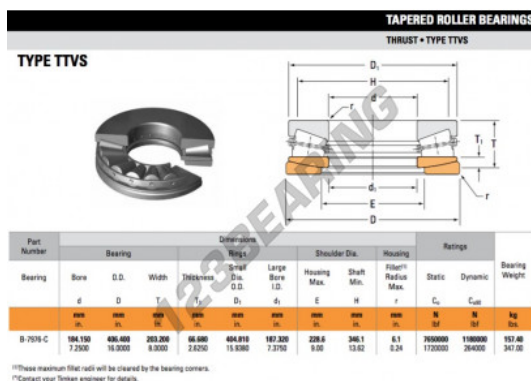 TAPERED ROLLER BEARINGS
THRUST • TYPE TTVS
TYPE TTVS
D₁
H
d
r
T₁
T
d₁
E
D
r
123BEARING
Part Number
Dimensions
Ratings
Bearing Weight
Bearing
Rings
Shoulder Dia.
Housing
Bearing
Bore
O.D.
Width
Thickness
Small Dia. O.D.
Large Bore I.D.
Housing Max.
Shaft Min.
Fillet⁽¹⁾ Radius Max.
Static
Dynamic
d D T T₁ D₁ d₁ E H r
mm mm mm mm mm mm mm mm mm N N kg
in. in. in. in. in. in. in. in. in. lbf lbf lbs.
B-7976-C 184.150 406.400 203.200 66.680 404.810 187.320 228.6 346.1 6.1 7650000 1180000 157.40
7.2500 16.0000 8.0000 2.6250 15.9380 7.3750 9.00 13.62 0.24 1720000 264000 347.00
⁽¹⁾These maximum fillet radii will be cleared by the bearing corners.
Contact your Timken engineer for details.